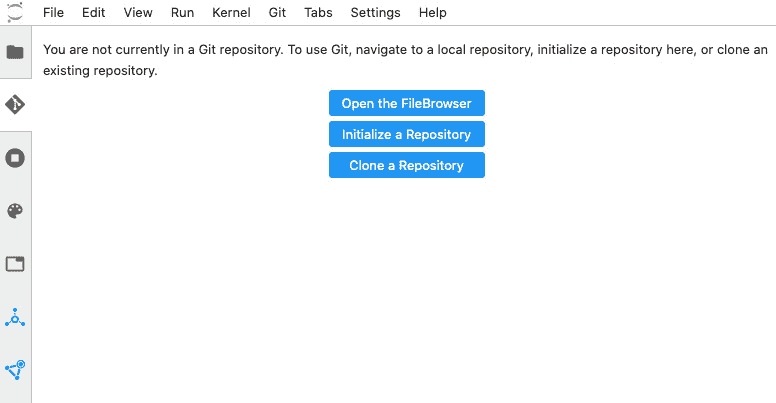 File Edit View Run Kernel Git Tabs Settings Help
You are not currently in a Git repository. To use Git, navigate to a local repository, initialize a repository here, or clone an
existing repository.
Open the FileBrowser
Initialize a Repository
Clone a Repository